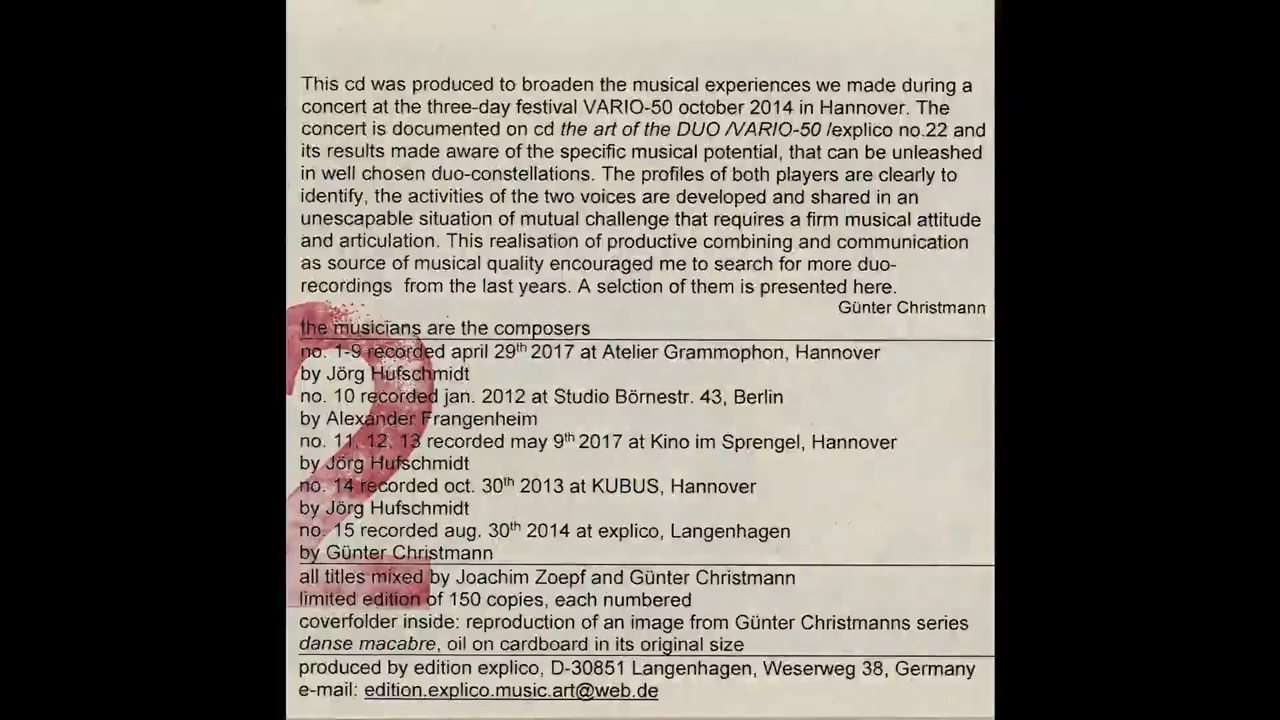 This cd was produced to broaden the musical experiences we made during a
concert at the three-day festival VARIO-50 october 2014 in Hannover. The
concert is documented on cd the art of the DUO /VARIO-50 /explico no.22 and
its results made aware of the specific musical potential, that can be unleashed
in well chosen duo-constellations. The profiles of both players are clearly to
identify, the activities of the two voices are developed and shared in an
unescapable situation of mutual challenge that requires a firm musical attitude
and articulation. This realisation of productive combining and communication
as source of musical quality encouraged me to search for more duo-
recordings  from the last years. A selction of them is presented here.
Günter Christmann
2
the musicians are the composers
no. 1-9 recorded april 29th 2017 at Atelier Grammophon, Hannover
by Jörg Hufschmidt
no. 10 recorded jan. 2012 at Studio Börnestr. 43, Berlin
by Alexander Frangenheim
no. 11, 12, 13 recorded may 9th 2017 at Kino im Sprengel, Hannover
by Jörg Hufschmidt
no. 14 recorded oct. 30th 2013 at KUBUS, Hannover
by Jörg Hufschmidt
no. 15 recorded aug. 30th 2014 at explico, Langenhagen
by Günter Christmann
all titles mixed by Joachim Zoepf and Günter Christmann
limited edition of 150 copies, each numbered
coverfolder inside: reproduction of an image from Günter Christmanns series
danse macabre, oil on cardboard in its original size
produced by edition explico, D-30851 Langenhagen, Weserweg 38, Germany
e-mail: edition.explico.music.art@web.de